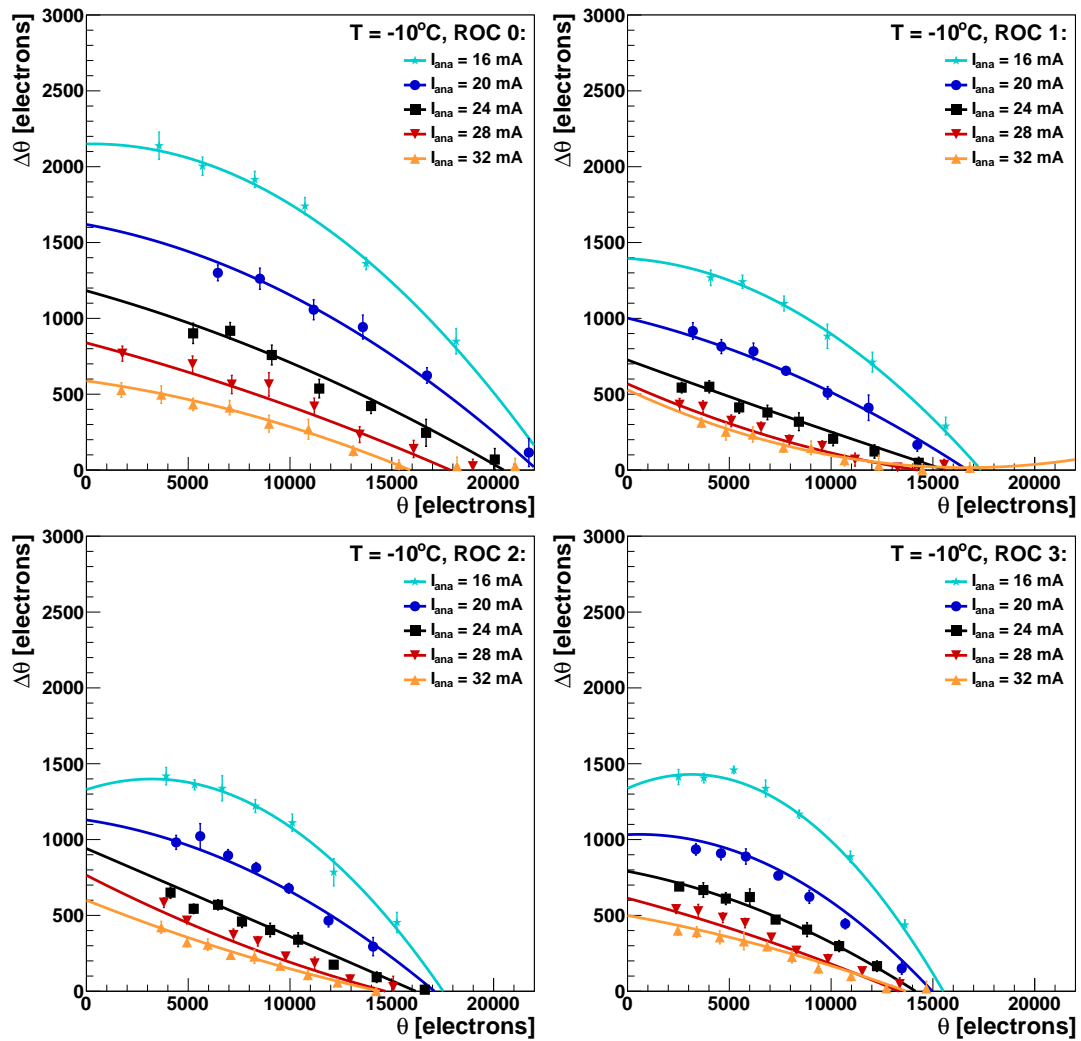 Δθ [electrons]
3000
2500
2000
1500
1000
500
0
T = -10°C, ROC 0:
I_ana = 16 mA
I_ana = 20 mA
I_ana = 24 mA
I_ana = 28 mA
I_ana = 32 mA
0 5000 10000 15000 20000
θ [electrons]
Δθ [electrons]
3000
2500
2000
1500
1000
500
0
T = -10°C, ROC 1:
I_ana = 16 mA
I_ana = 20 mA
I_ana = 24 mA
I_ana = 28 mA
I_ana = 32 mA
0 5000 10000 15000 20000
θ [electrons]
Δθ [electrons]
3000
2500
2000
1500
1000
500
0
T = -10°C, ROC 2:
I_ana = 16 mA
I_ana = 20 mA
I_ana = 24 mA
I_ana = 28 mA
I_ana = 32 mA
0 5000 10000 15000 20000
θ [electrons]
Δθ [electrons]
3000
2500
2000
1500
1000
500
0
T = -10°C, ROC 3:
I_ana = 16 mA
I_ana = 20 mA
I_ana = 24 mA
I_ana = 28 mA
I_ana = 32 mA
0 5000 10000 15000 20000
θ [electrons]